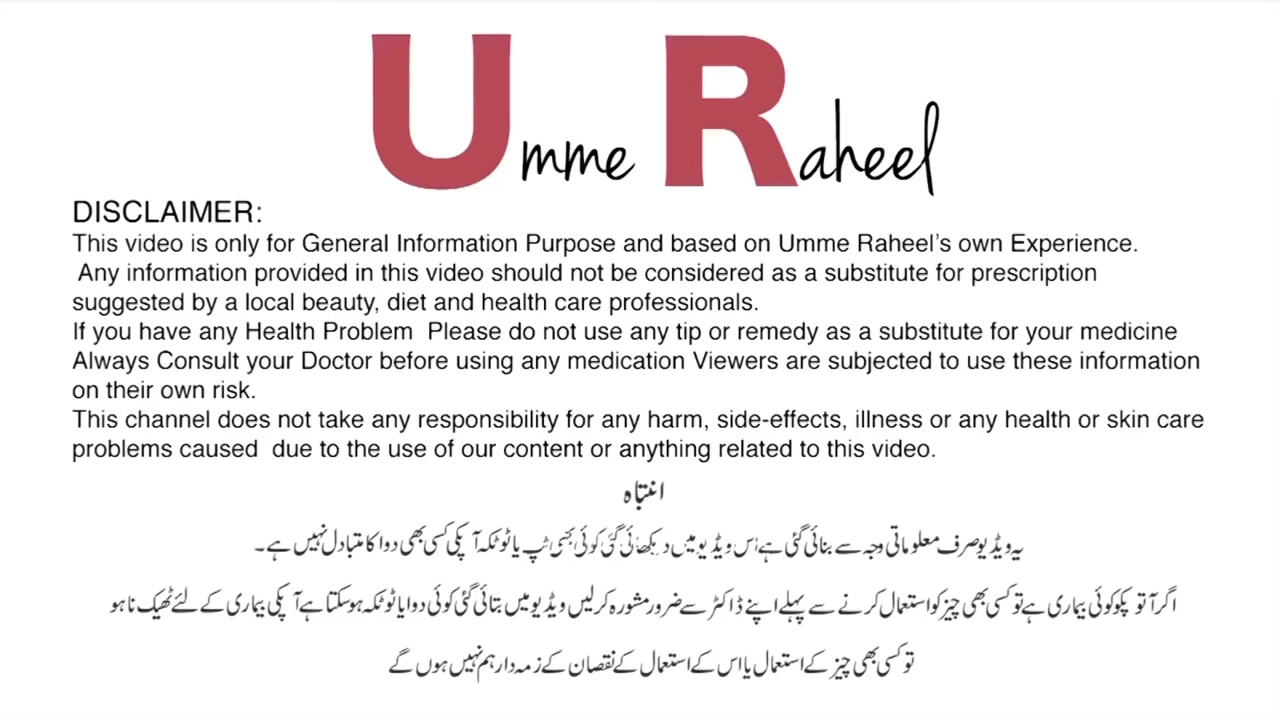 Umme Raheel
DISCLAIMER:
This video is only for General Information Purpose and based on Umme Raheel's own Experience.
Any information provided in this video should not be considered as a substitute for prescription
suggested by a local beauty, diet and health care professionals.
If you have any Health Problem  Please do not use any tip or remedy as a substitute for your medicine
Always Consult your Doctor before using any medication Viewers are subjected to use these information
on their own risk.
This channel does not take any responsibility for any harm, side-effects, illness or any health or skin care
problems caused  due to the use of our content or anything related to this video.
انتباہ
یہ ویڈیو صرف معلوماتی وجہ سے بنائی گئی ہے اس ویڈیو میں دیکھائی گئی کوئی بھی ٹپ یا ٹوٹکہ آپکی کسی بھی دوا کا متبادل نہیں ہے۔
اگر آتو پکو کوئی بیماری ہے تو کسی بھی چیز کو استعمال کرنے سے پہلے اپنے ڈاکٹر سے ضرور مشورہ کر لیں ویڈیو میں بتائی گئی کوئی دوا یا ٹوٹکہ ہو سکتا ہے آپکی بیماری کے لئے ٹھیک نا ہو
تو کسی بھی چیز کے استعمال یا اس کے استعمال کے نقصان کے زمہ دار ہم نہیں ہوں گے